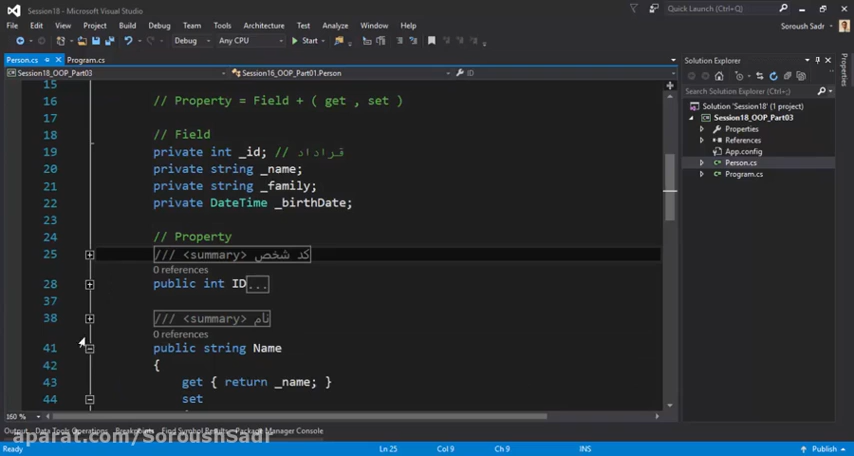 Session18 - Microsoft Visual Studio
Quick Launch (Ctrl+Q)
File Edit View Project Build Debug Team Tools Architecture Test Analyze Window Help
Soroush Sadr
Debug Any CPU Start
Person.cs Program.cs
Session18_OOP_Part03 Session16_OOP_Part01.Person ID
15
16 // Property = Field + ( get , set )
17
18 // Field
19 private int _id; // قراداد
20 private string _name;
21 private string _family;
22 private DateTime _birthDate;
23
24 // Property
25 /// <summary> کد شخص
0 references
28 public int ID...
37
38 /// <summary> نام
0 references
41 public string Name
42 {
43 get { return _name; }
44 set
160 %
Output Data Tools Operations Breakpoints Find Symbol Results Package Manager Console
aparat.com/SoroushSadr
Ready Ln 25 Col 9 Ch 9 INS Publish
Solution Explorer
Search Solution Explorer (Ctrl+;)
Solution 'Session18' (1 project)
Session18_OOP_Part03
Properties
References
App.config
Person.cs
Program.cs
Properties